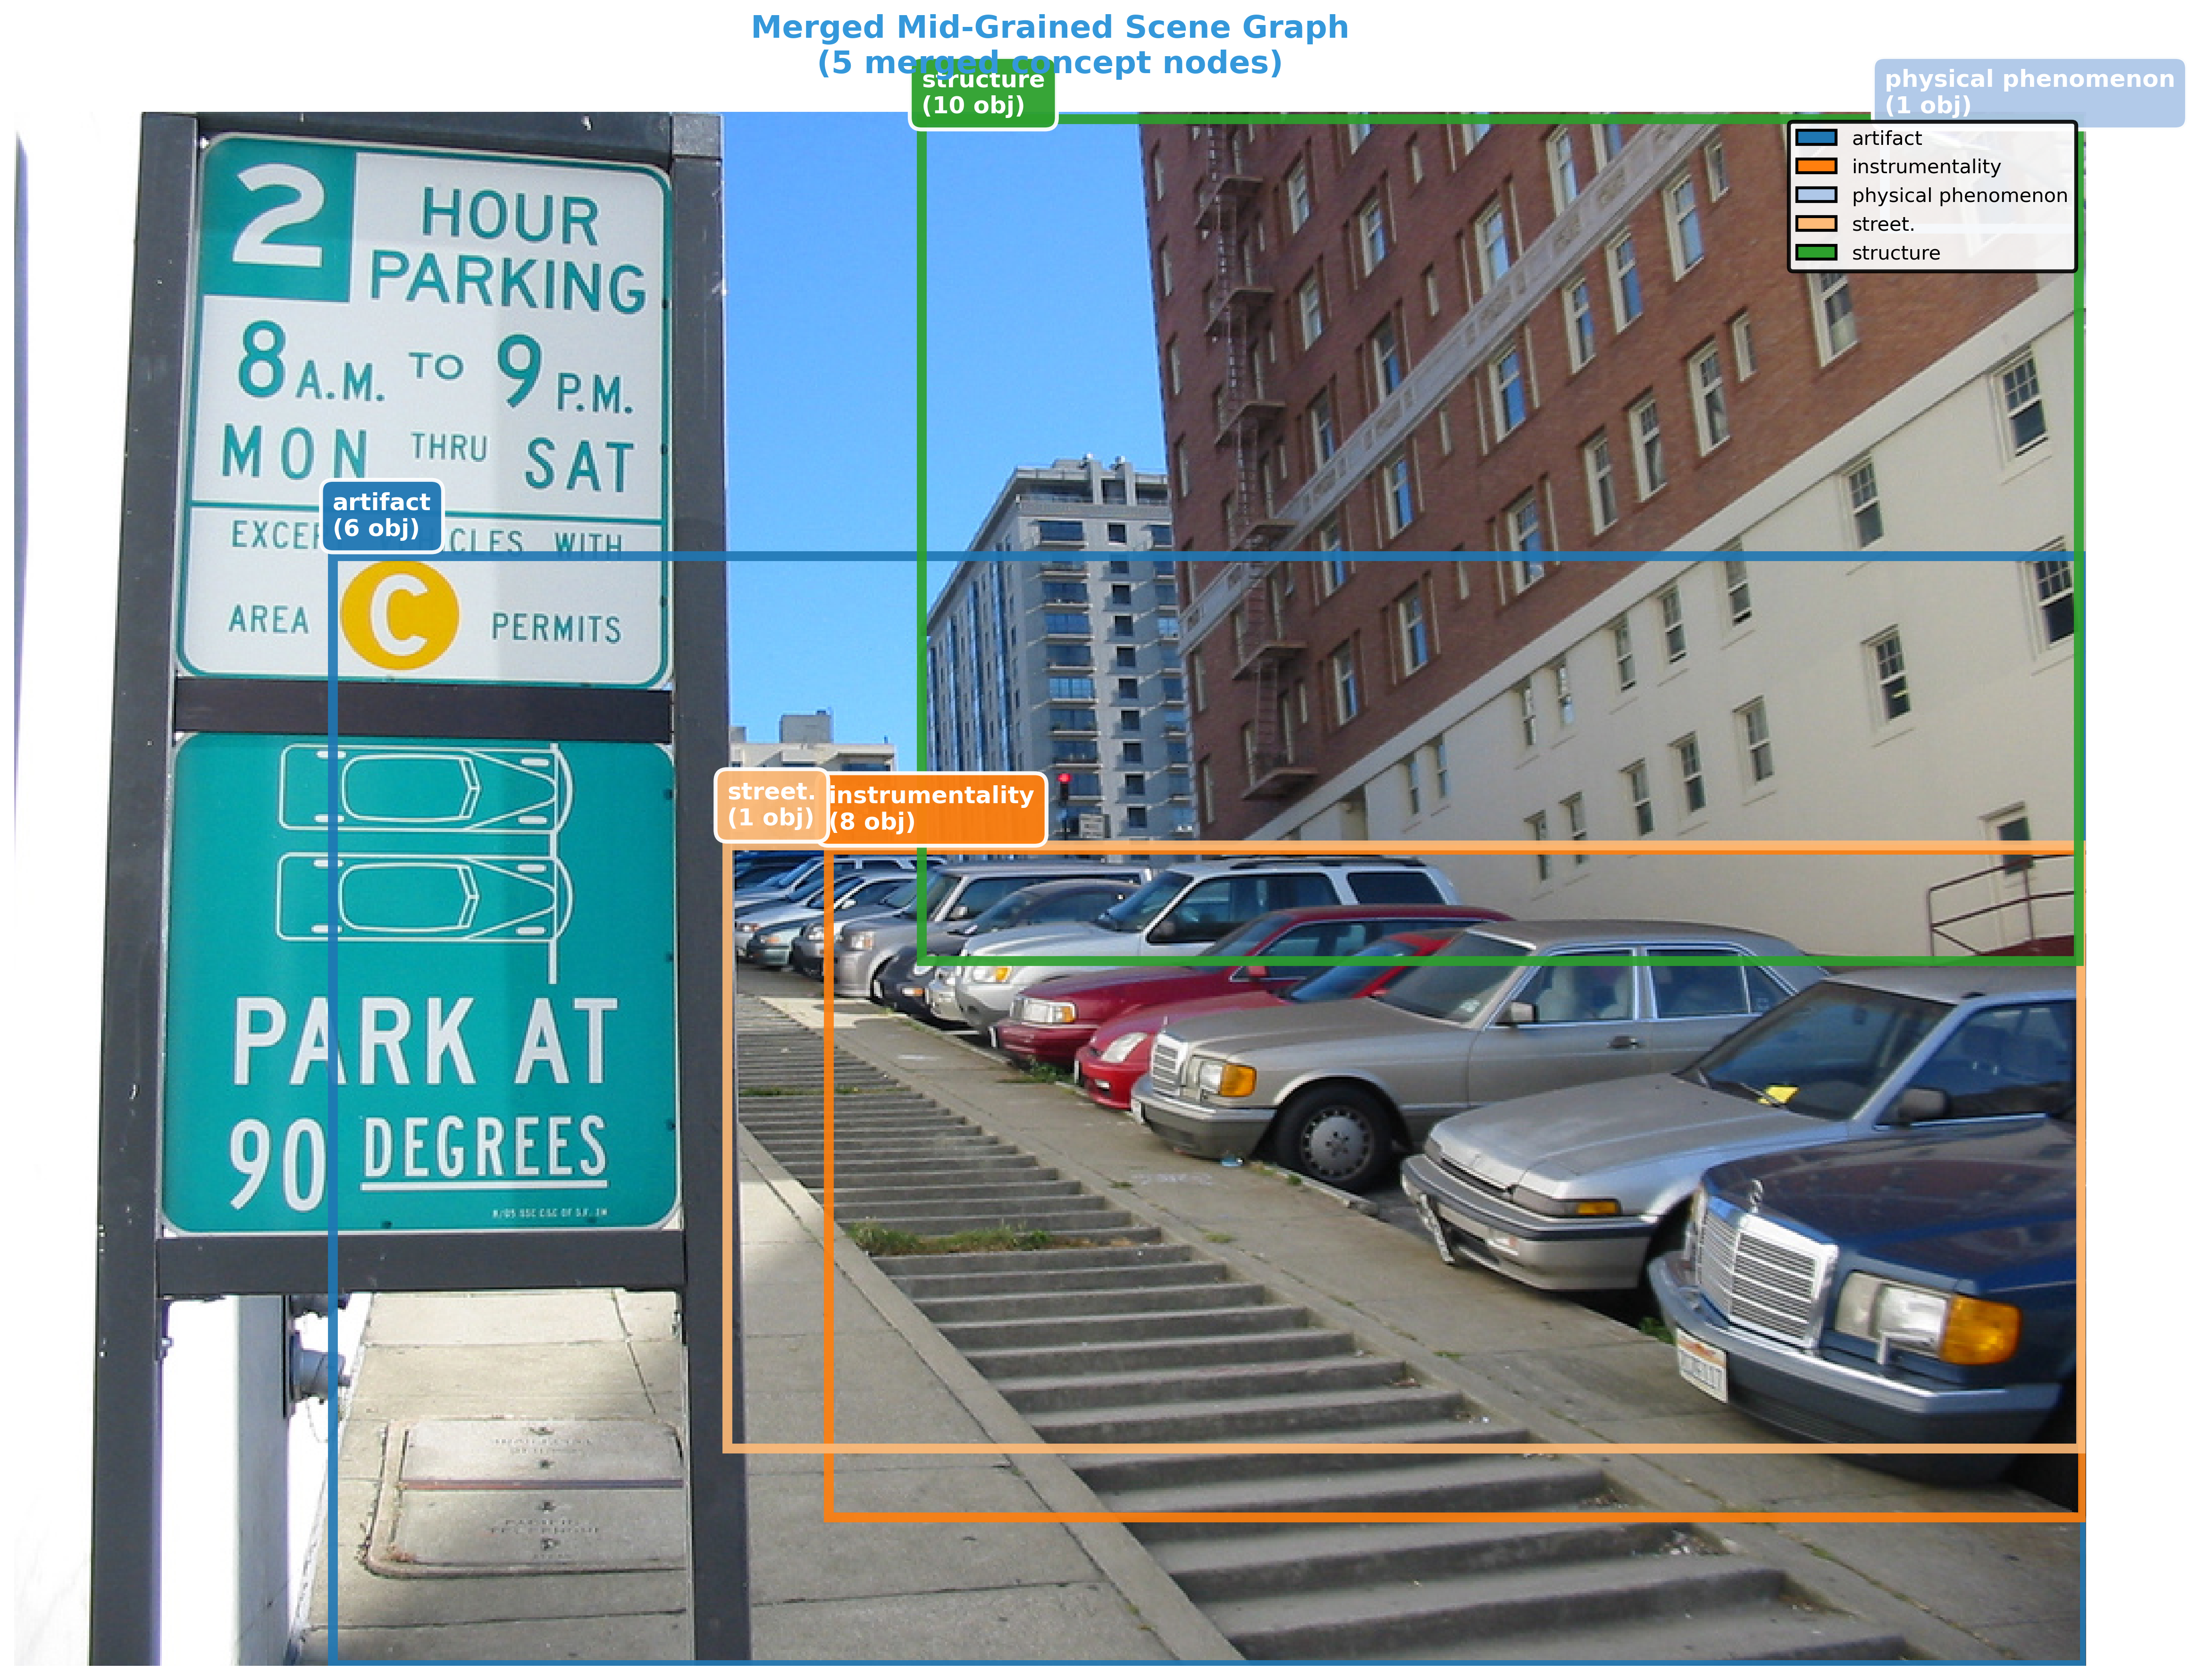 Merged Mid-Grained Scene Graph
(5 merged concept nodes)
structure
(10 obj)
physical phenomenon
(1 obj)
artifact
instrumentality
physical phenomenon
street.
structure
2 HOUR
PARKING
8 A.M. TO 9 P.M.
MON THRU SAT
artifact
(6 obj)
WITH
AREA C PERMITS
street.
(1 obj)
instrumentality
(8 obj)
PARK AT
90 DEGREES